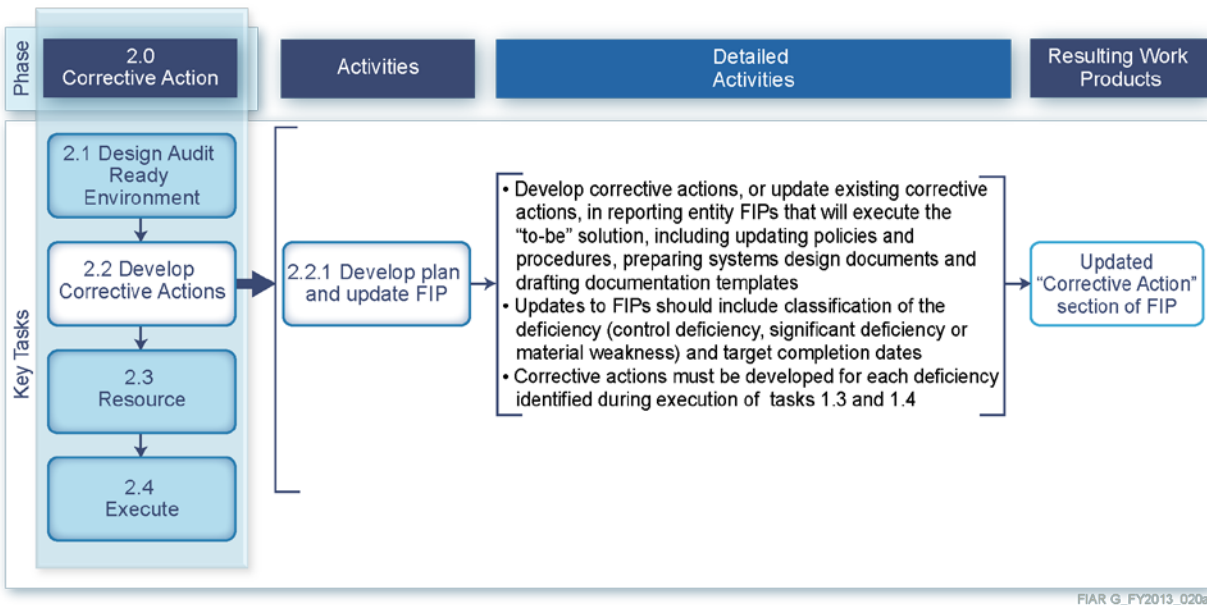 Phase
2.0
Corrective Action
Activities
Detailed
Activities
Resulting Work
Products
Key Tasks
2.1 Design Audit
Ready
Environment
2.2 Develop
Corrective Actions
2.3
Resource
2.4
Execute
2.2.1 Develop plan
and update FIP
• Develop corrective actions, or update existing corrective
actions, in reporting entity FIPs that will execute the
“to-be” solution, including updating policies and
procedures, preparing systems design documents and
drafting documentation templates
• Updates to FIPs should include classification of the
deficiency (control deficiency, significant deficiency or
material weakness) and target completion dates
• Corrective actions must be developed for each deficiency
identified during execution of tasks 1.3 and 1.4
Updated
“Corrective Action”
section of FIP
FIAR G_FY2013_020a